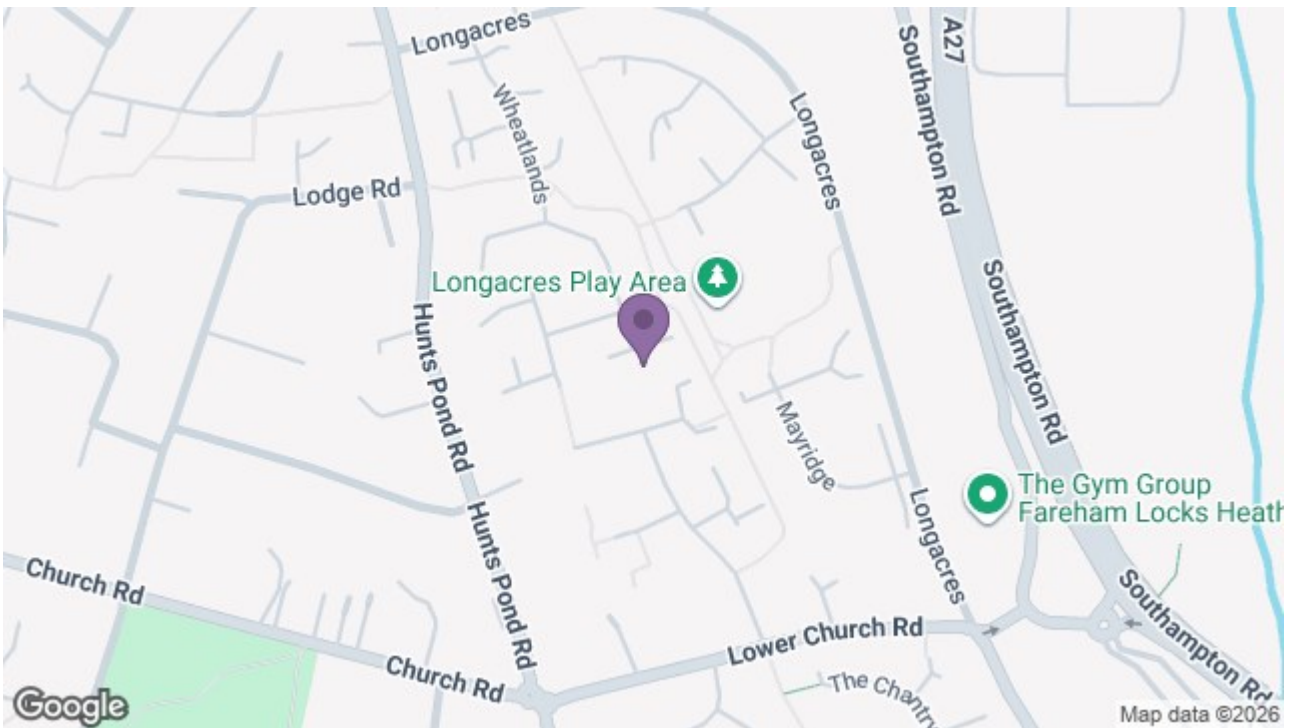 Longacres
A27
Southampton Rd
Wheatlands
Longacres
Lodge Rd
Longacres Play Area
Southampton Rd
Hunts Pond Rd
Mayridge
The Gym Group
Fareham Locks Heath
Longacres
Hunts Pond Rd
Church Rd
Southampton Rd
Lower Church Rd
Church Rd
The Chantry
Google
Map data ©2026